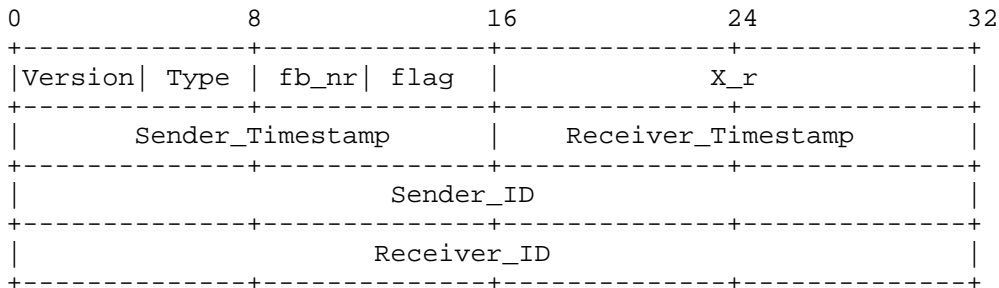 0 8 16 24 32
+--------------+--------------+--------------+--------------+
|Version| Type | fb_nr| flag | X_r |
+--------------+--------------+--------------+--------------+
| Sender_Timestamp | Receiver_Timestamp |
+--------------+--------------+--------------+--------------+
| Sender_ID |
+--------------+--------------+--------------+--------------+
| Receiver_ID |
+--------------+--------------+--------------+--------------+